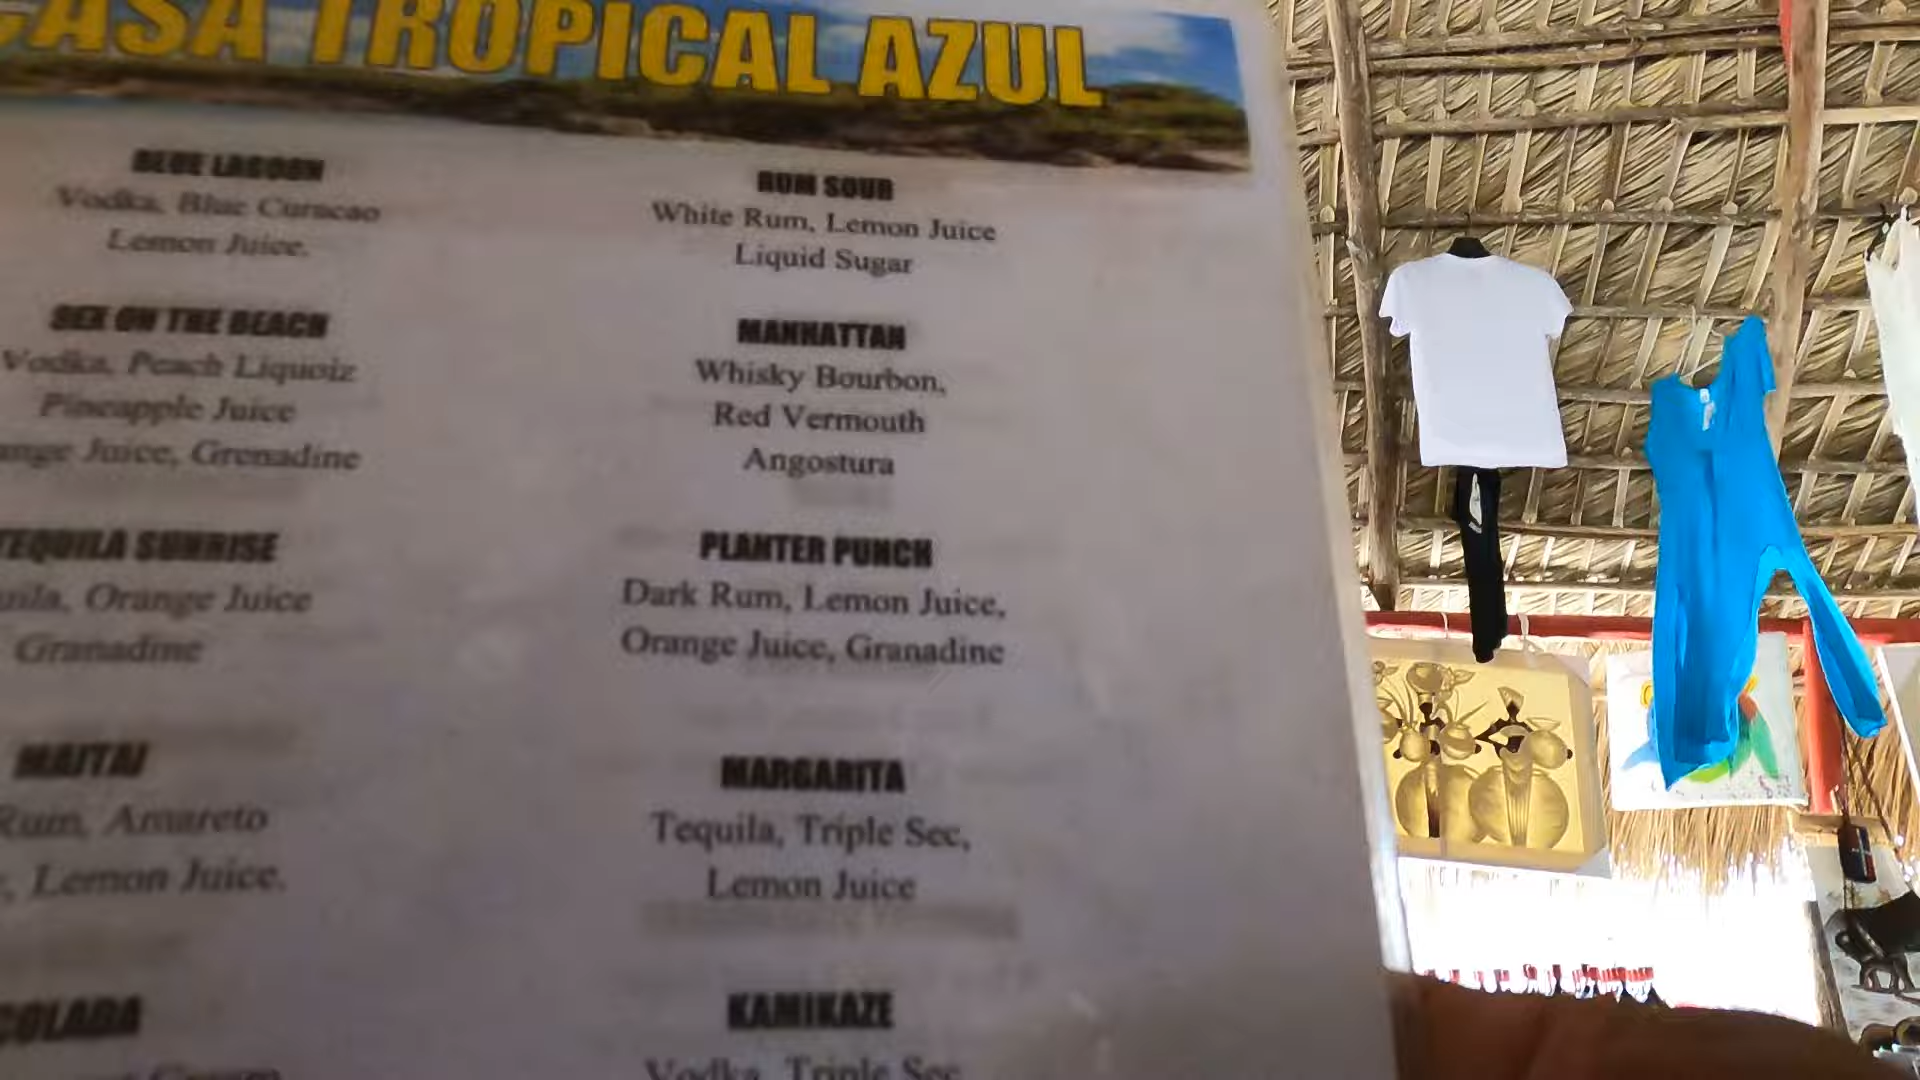 CASA TROPICAL AZUL
BLUE LAGOON
Vodka, Blue Curacao
Lemon Juice.
SEX ON THE BEACH
Vodka, Peach Liquoiz
Pineapple Juice
Juice, Grenadine
TEQUILA SUNRISE
Orange Juice
Granadine
MAITAI
Rum, Amareto
Lemon Juice.
COLADA
RUM SOUR
White Rum, Lemon Juice
Liquid Sugar
MANHATTAN
Whisky Bourbon,
Red Vermouth
Angostura
PLANTER PUNCH
Dark Rum, Lemon Juice,
Orange Juice, Granadine
MARGARITA
Tequila, Triple Sec,
Lemon Juice
KAMIKAZE
Vodka, Triple Sec